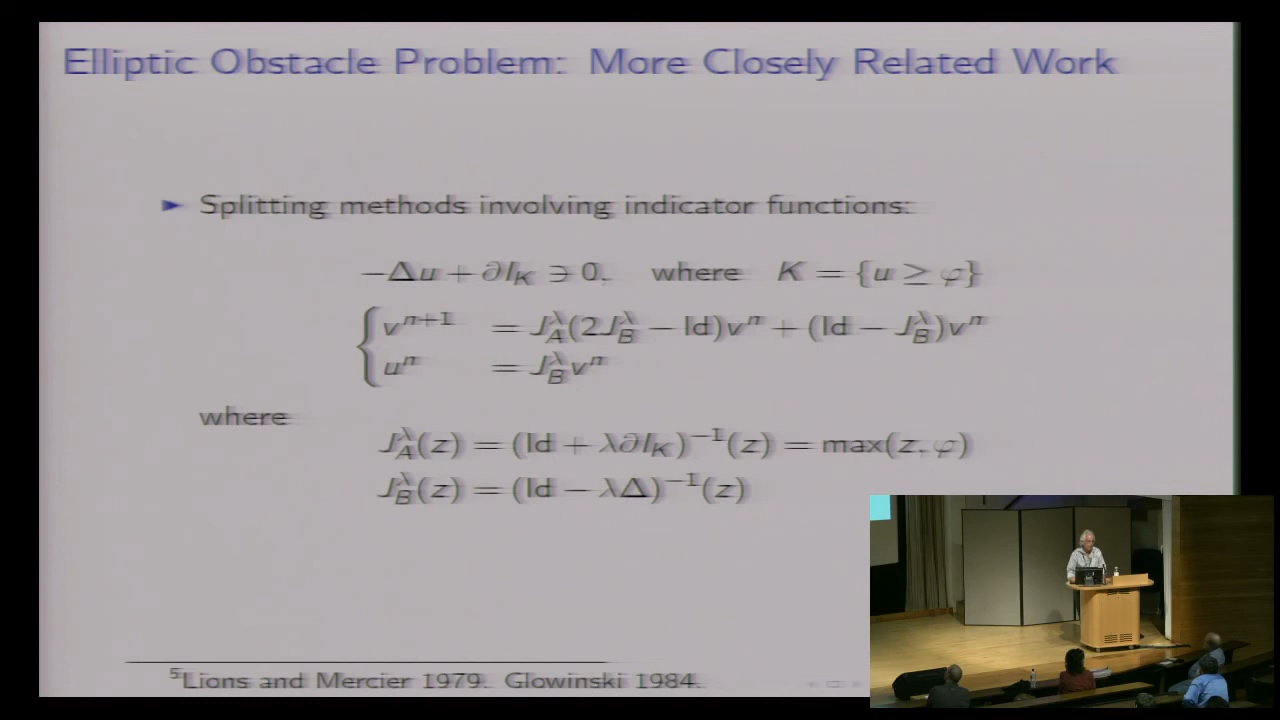 Elliptic Obstacle Problem: More Closely Related Work
▶ Splitting methods involving indicator functions:
−Δu + ∂I_K ∋ 0, where K = {u ≥ φ}
{ v^{n+1} = J_A^λ(2J_B^λ − Id)v^n + (Id − J_B^λ)v^n
u^n = J_B^λ v^n
where
J_A^λ(z) = (Id + λ∂I_K)^{−1}(z) = max(z, φ)
J_B^λ(z) = (Id − λΔ)^{−1}(z)
⁵Lions and Mercier 1979. Glowinski 1984.